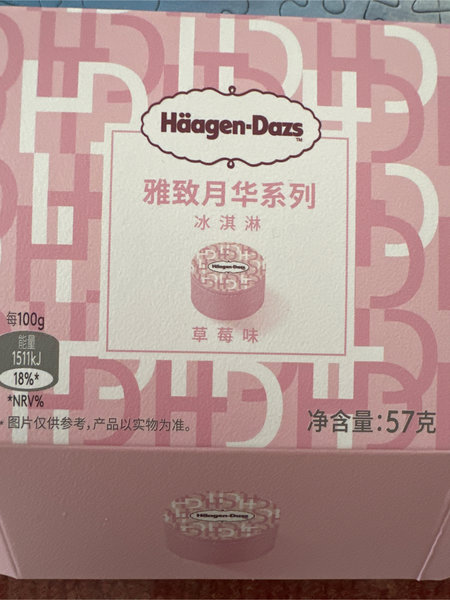 Häagen-Dazs™
雅致月华系列
冰淇淋
Häagen-Dazs
草莓味
每100g
能量
1511kJ
18%*
*NRV%
*图片仅供参考,产品以实物为准。
净含量:57克
Häagen-Dazs